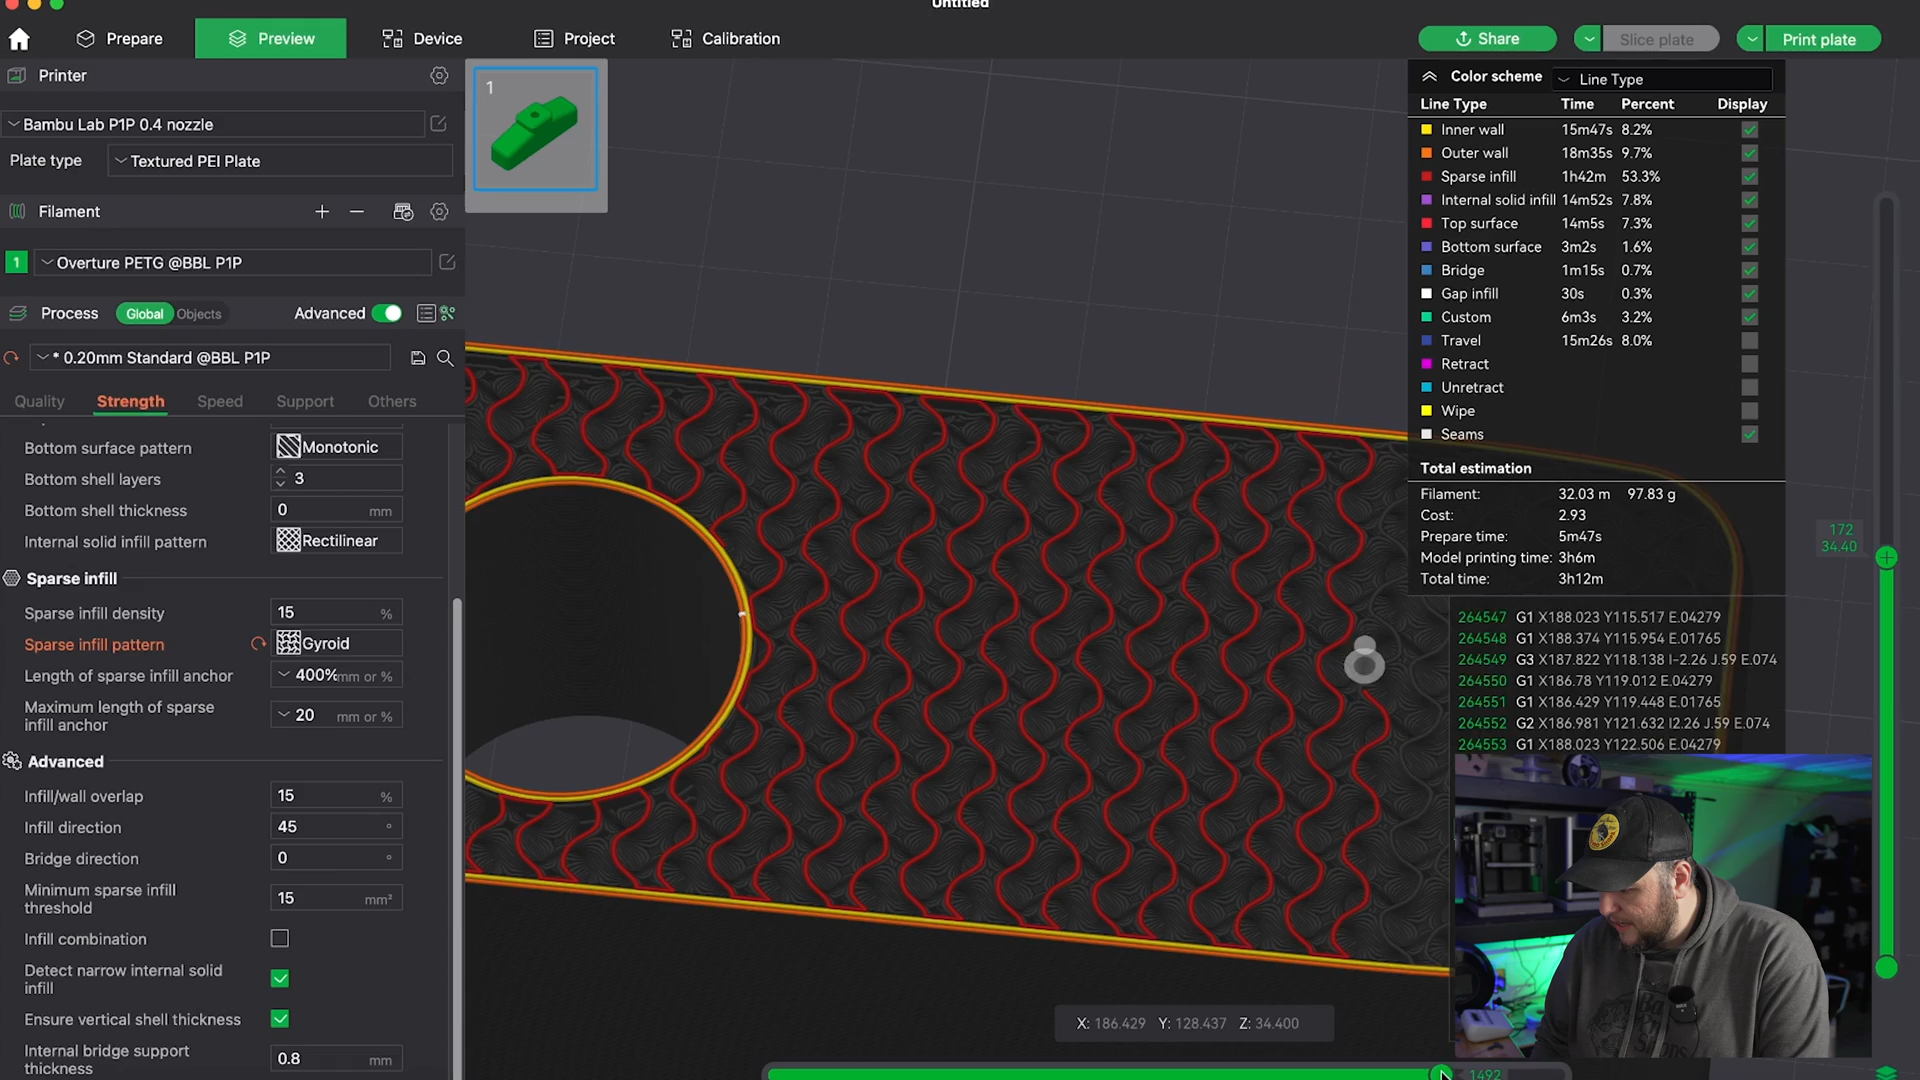 Untitled
Prepare Preview Device Project Calibration Share Slice plate Print plate
Printer
Bambu Lab P1P 0.4 nozzle
Plate type Textured PEI Plate
Filament
1 Overture PETG @BBL P1P
Process Global Objects Advanced
* 0.20mm Standard @BBL P1P
Quality Strength Speed Support Others
Bottom surface pattern Monotonic
Bottom shell layers 3
Bottom shell thickness 0 mm
Internal solid infill pattern Rectilinear
Sparse infill
Sparse infill density 15 %
Sparse infill pattern Gyroid
Length of sparse infill anchor 400% mm or %
Maximum length of sparse
infill anchor 20 mm or %
Advanced
Infill/wall overlap 15 %
Infill direction 45 °
Bridge direction 0 °
Minimum sparse infill
threshold 15 mm²
Infill combination
Detect narrow internal solid
infill
Ensure vertical shell thickness
Internal bridge support
thickness 0.8 mm
1
Color scheme Line Type
Line Type Time Percent Display
Inner wall 15m47s 8.2%
Outer wall 18m35s 9.7%
Sparse infill 1h42m 53.3%
Internal solid infill 14m52s 7.8%
Top surface 14m5s 7.3%
Bottom surface 3m2s 1.6%
Bridge 1m15s 0.7%
Gap infill 30s 0.3%
Custom 6m3s 3.2%
Travel 15m26s 8.0%
Retract
Unretract
Wipe
Seams
Total estimation
Filament: 32.03 m 97.83 g
Cost: 2.93
Prepare time: 5m47s
Model printing time: 3h6m
Total time: 3h12m
172
34.40
264547 G1 X188.023 Y115.517 E.04279
264548 G1 X188.374 Y115.954 E.01765
264549 G3 X187.822 Y118.138 I-2.26 J.59 E.074
264550 G1 X186.78 Y119.012 E.04279
264551 G1 X186.429 Y119.448 E.01765
264552 G2 X186.981 Y121.632 I2.26 J.59 E.074
264553 G1 X188.023 Y122.506 E.04279
X: 186.429 Y: 128.437 Z: 34.400
1492